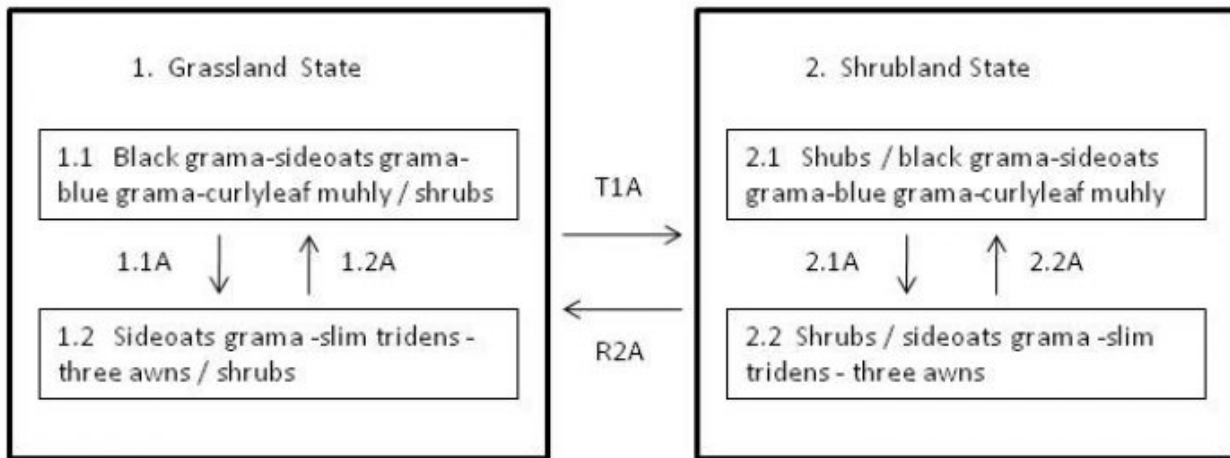 1. Grassland State
1.1 Black grama-sideoats grama-
blue grama-curlyleaf muhly / shrubs
1.1A
1.2A
1.2 Sideoats grama -slim tridens -
three awns / shrubs
T1A
R2A
2. Shrubland State
2.1 Shubs / black grama-sideoats
grama-blue grama-curlyleaf muhly
2.1A
2.2A
2.2 Shrubs / sideoats grama -slim
tridens - three awns